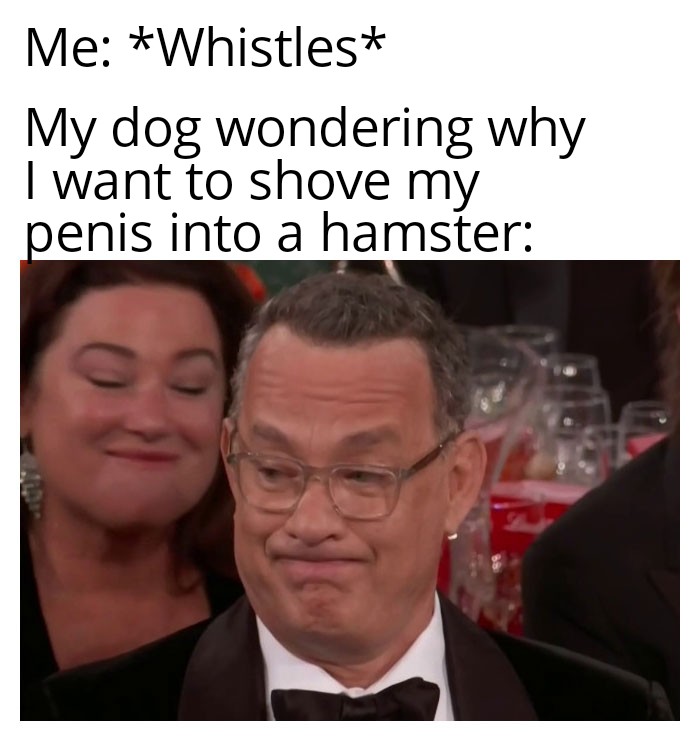 Me: *Whistles*
My dog wondering why
I want to shove my
penis into a hamster: